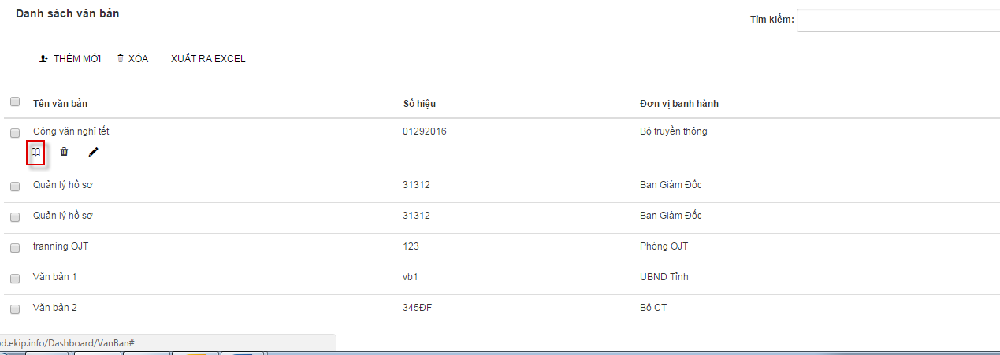 Danh sách văn bản
Tìm kiếm:
THÊM MỚI XÓA XUẤT RA EXCEL
Tên văn bản Số hiệu Đơn vị banh hành
Công văn nghỉ tết 01292016 Bộ truyền thông
Quản lý hồ sơ 31312 Ban Giám Đốc
Quản lý hồ sơ 31312 Ban Giám Đốc
tranning OJT 123 Phòng OJT
Văn bản 1 vb1 UBND Tỉnh
Văn bản 2 345ĐF Bộ CT
od.ekip.info/Dashboard/VanBan#